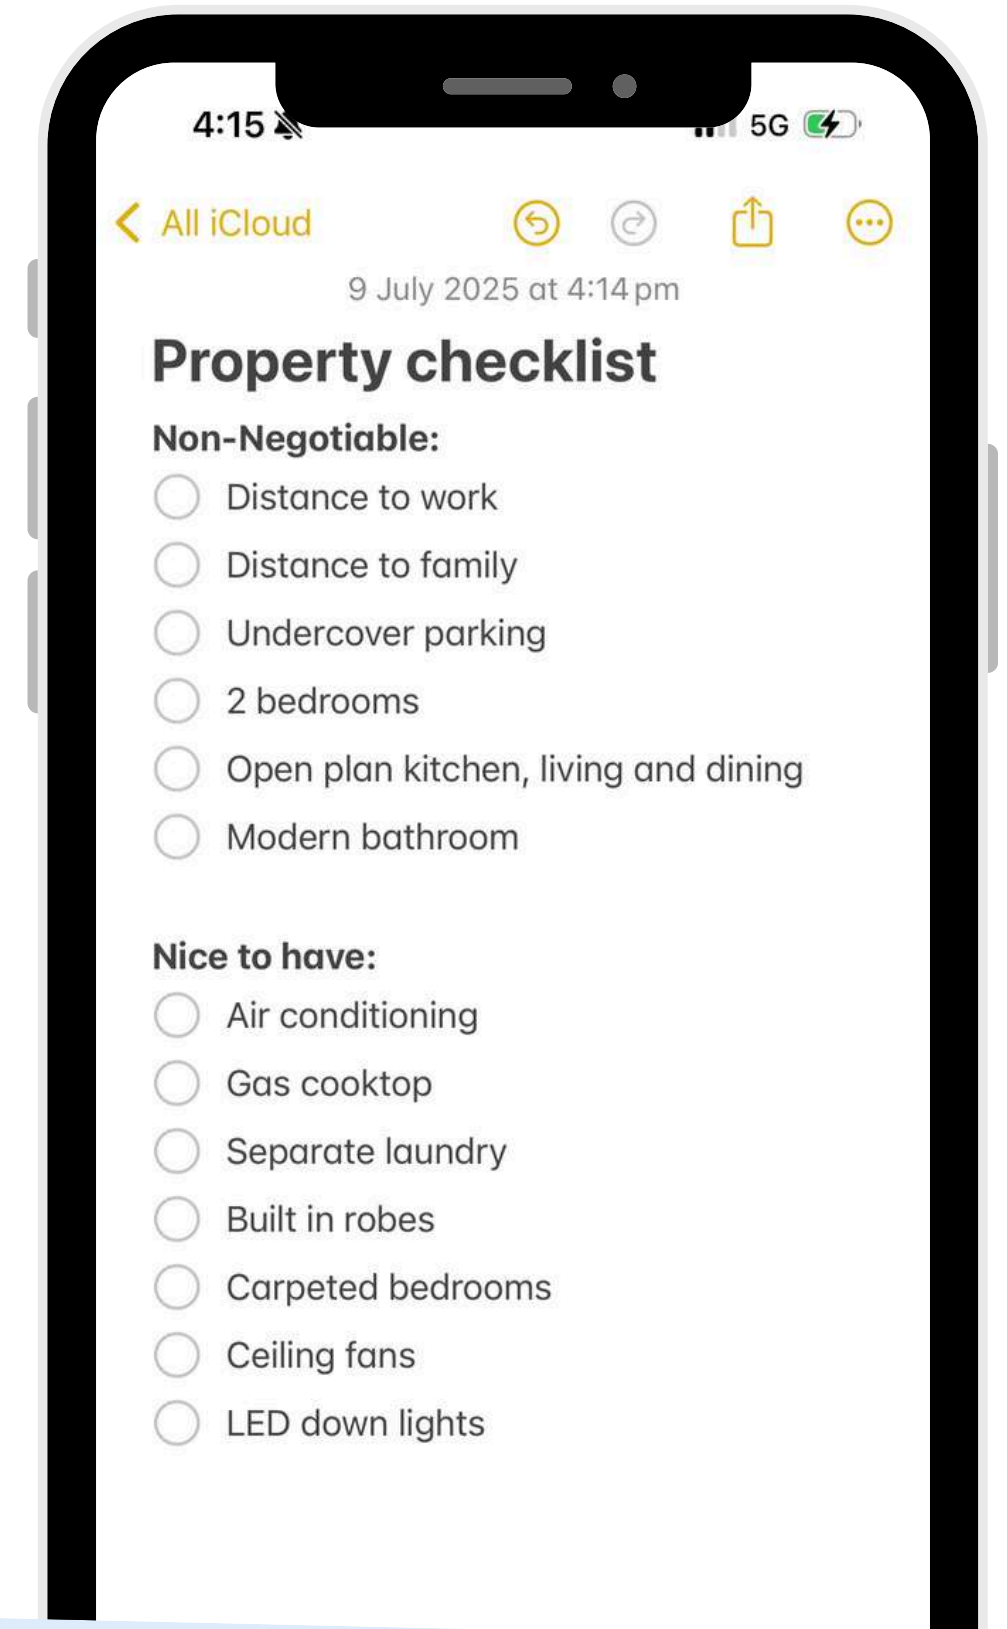 4:15 5G
All iCloud
9 July 2025 at 4:14 pm
Property checklist
Non-Negotiable:
Distance to work
Distance to family
Undercover parking
2 bedrooms
Open plan kitchen, living and dining
Modern bathroom
Nice to have:
Air conditioning
Gas cooktop
Separate laundry
Built in robes
Carpeted bedrooms
Ceiling fans
LED down lights